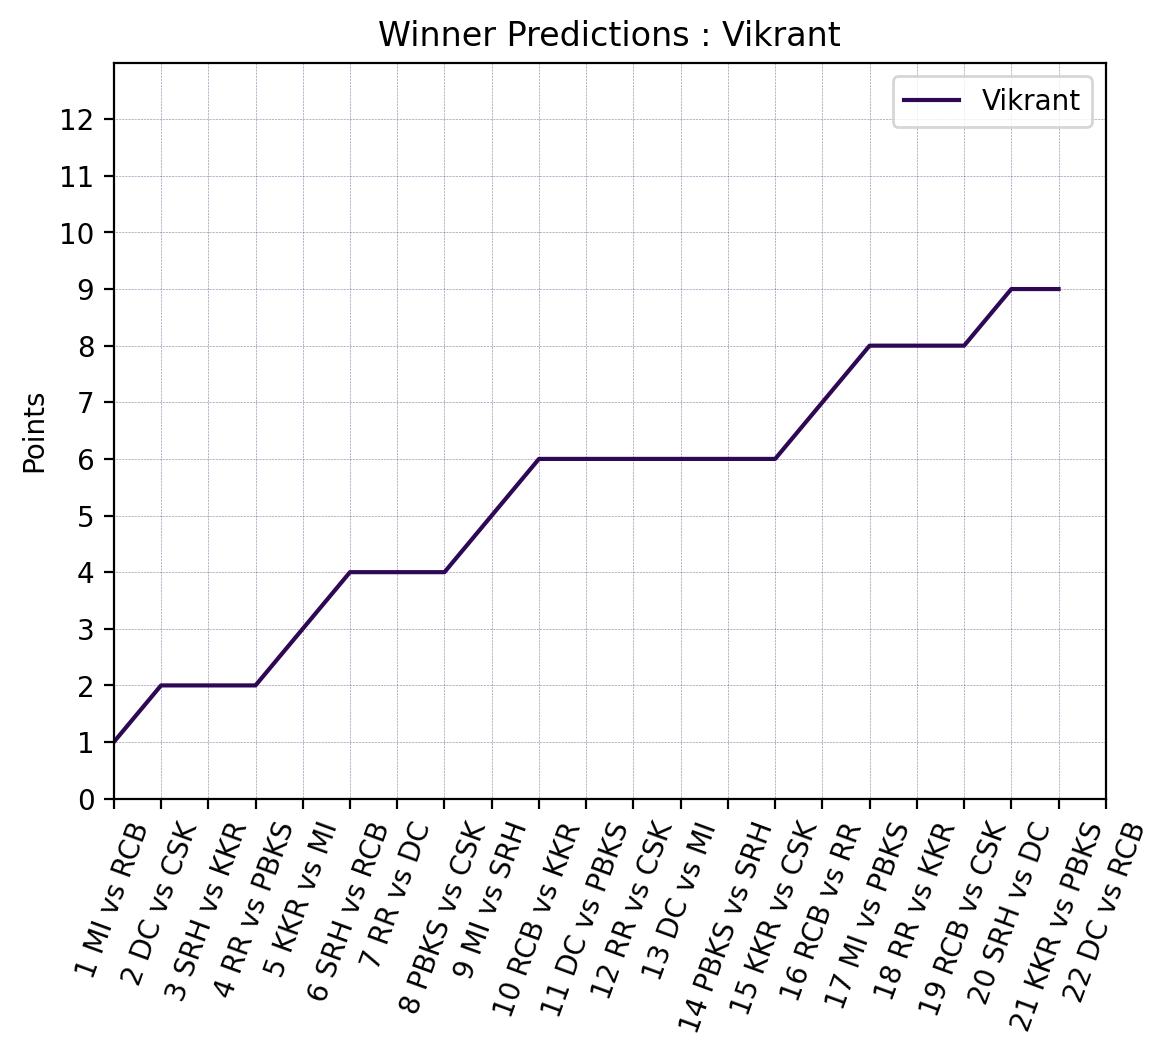 Winner Predictions : Vikrant
Vikrant
12
11
10
9
8
7
6
5
4
3
2
1
0
Points
1 MI vs RCB
2 DC vs CSK
3 SRH vs KKR
4 RR vs PBKS
5 KKR vs MI
6 SRH vs RCB
7 RR vs DC
8 PBKS vs CSK
9 MI vs SRH
10 RCB vs KKR
11 DC vs PBKS
12 RR vs CSK
13 DC vs MI
14 PBKS vs SRH
15 KKR vs CSK
16 RCB vs RR
17 MI vs PBKS
18 RR vs KKR
19 RCB vs CSK
20 SRH vs DC
21 KKR vs PBKS
22 DC vs RCB